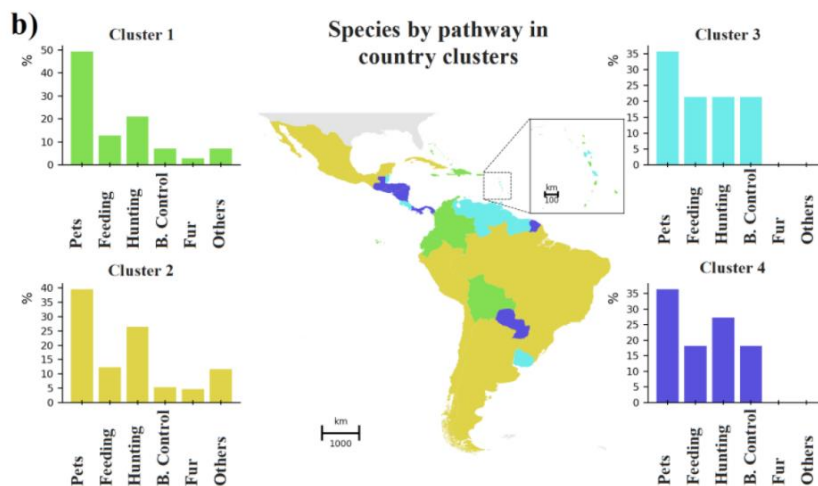 b)
Species by pathway in
country clusters
Cluster 1
%
50
40
30
20
10
0
Pets
Feeding
Hunting
B. Control
Fur
Others
Cluster 2
%
40
35
30
25
20
15
10
5
0
Pets
Feeding
Hunting
B. Control
Fur
Others
km
100
km
1000
Cluster 3
%
35
30
25
20
15
10
5
0
Pets
Feeding
Hunting
B. Control
Fur
Others
Cluster 4
%
35
30
25
20
15
10
5
0
Pets
Feeding
Hunting
B. Control
Fur
Others